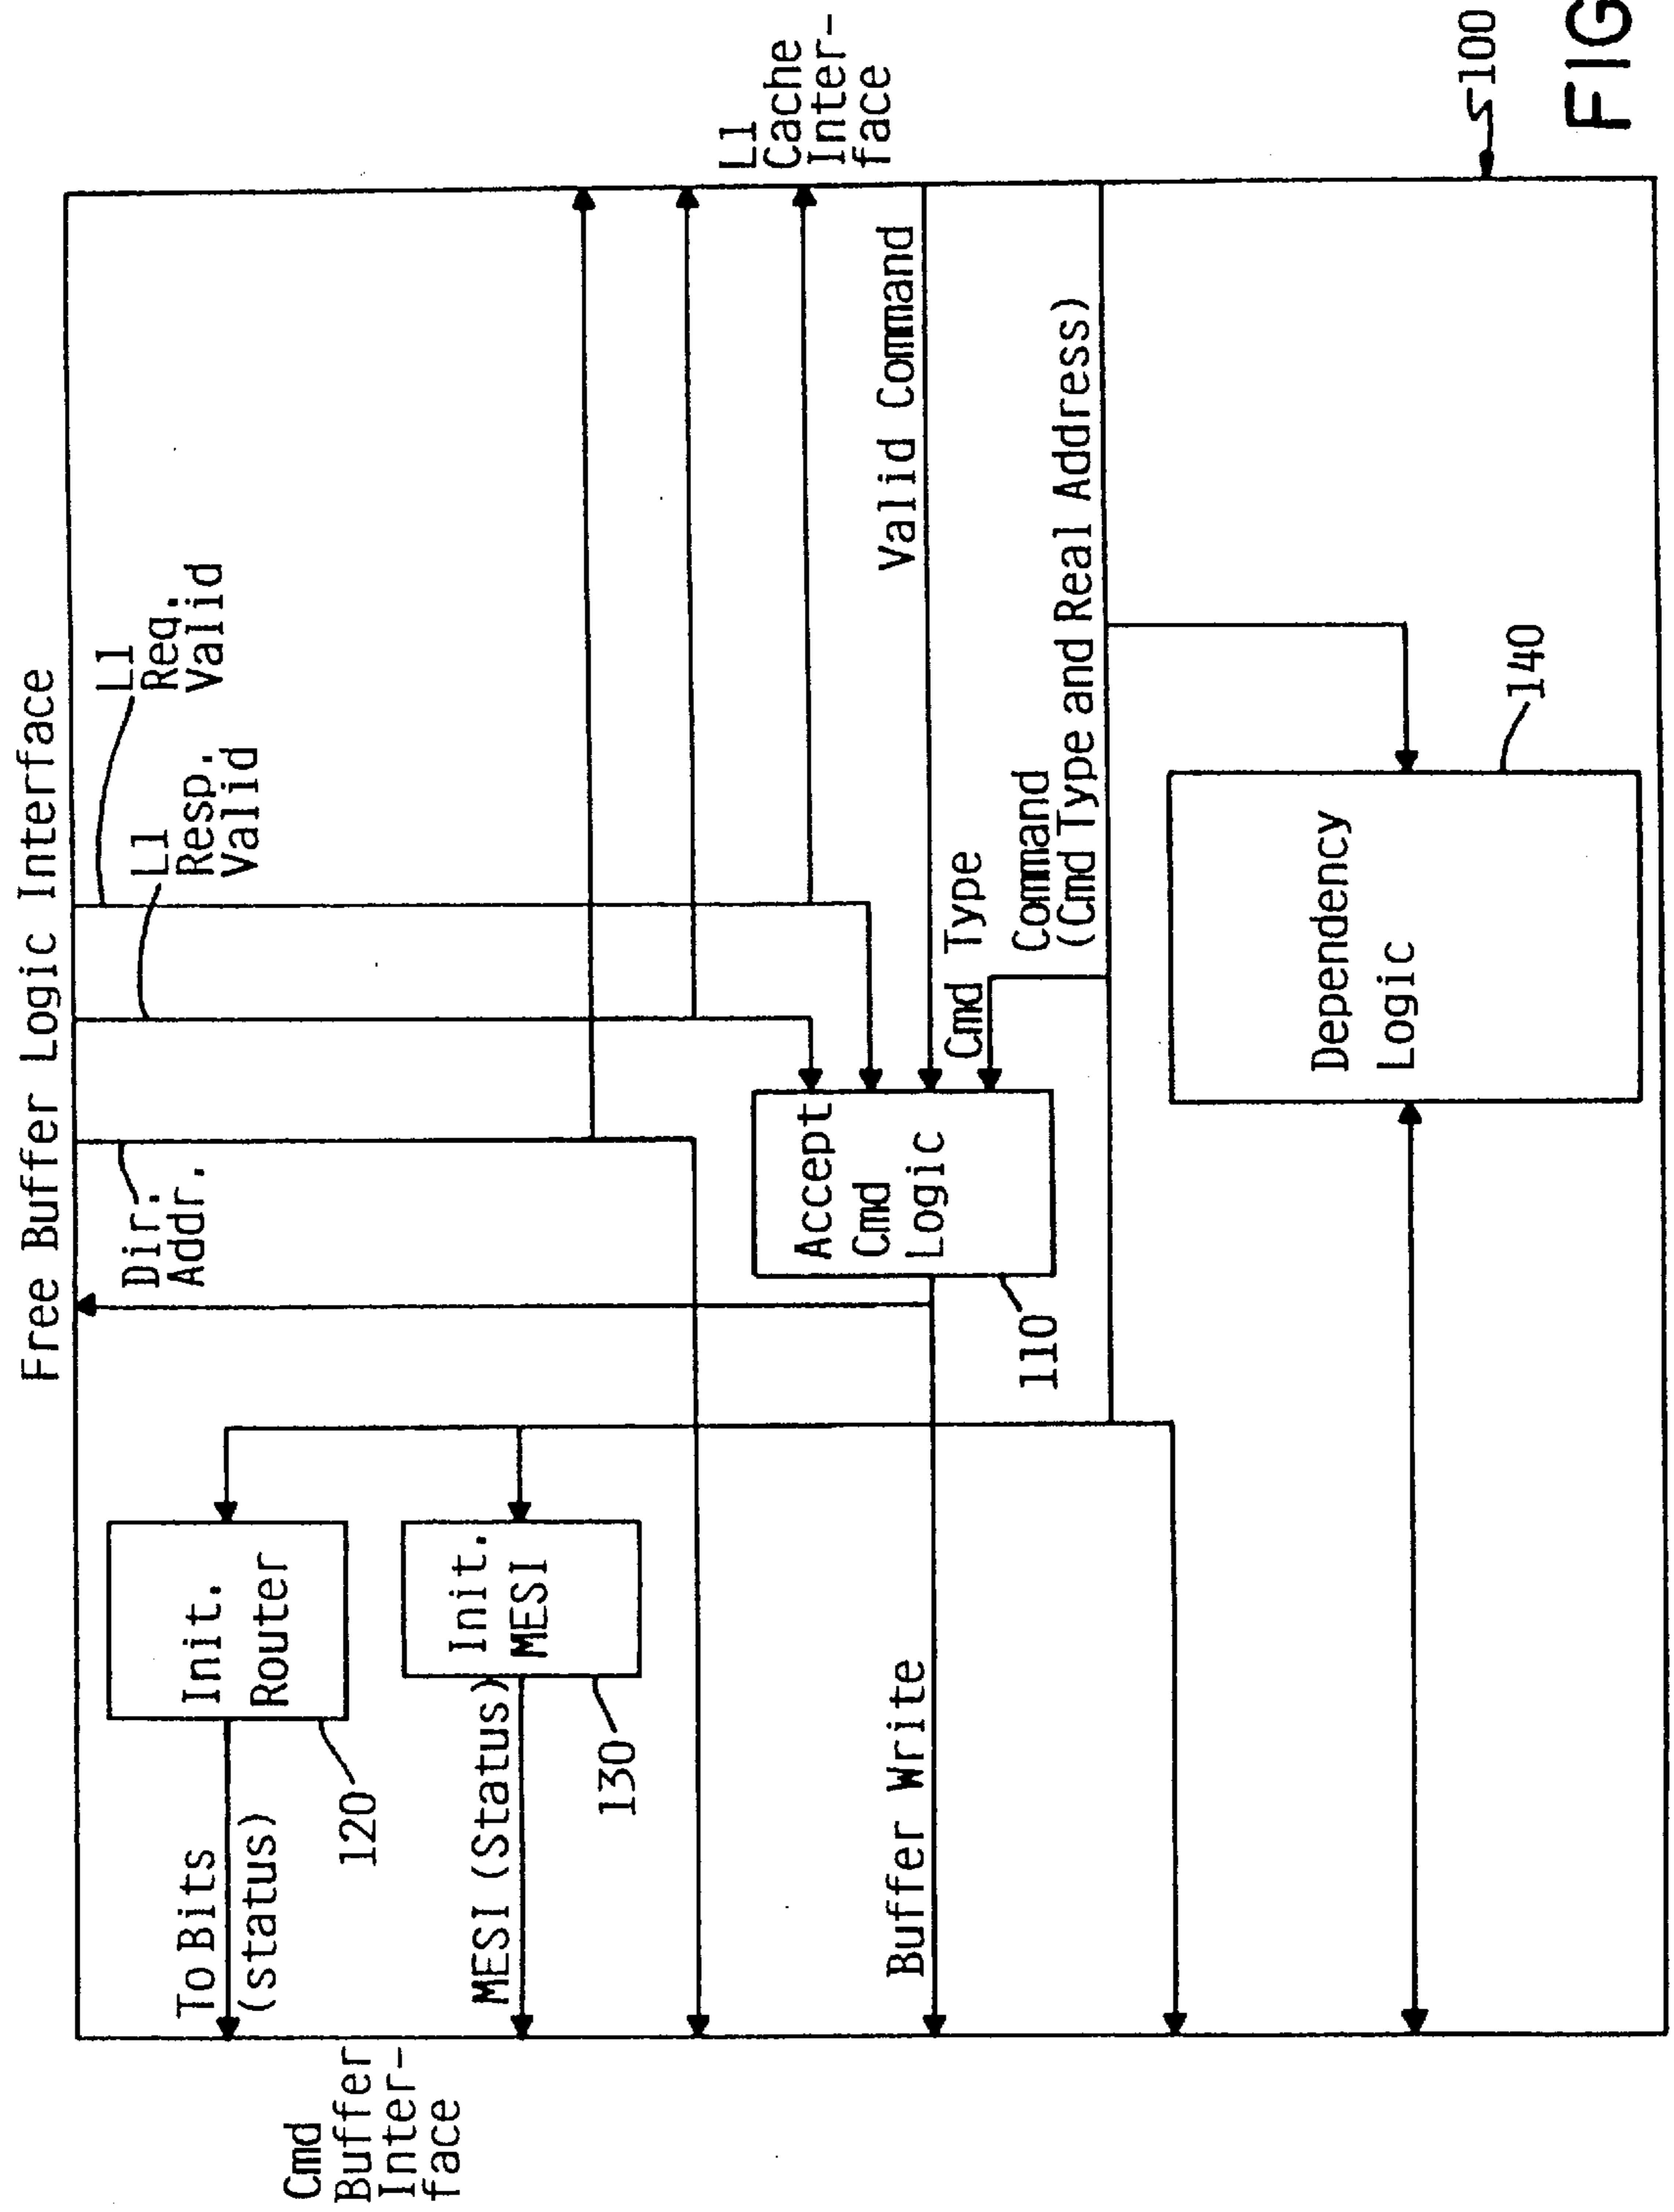 Free Buffer Logic Interface
L1
Req.
Valid
L1
Resp.
Valid
Dir.
Addr.
Cmd
Buffer
Inter-
face
To Bits
(status)
Init.
Router
120
MESI (Status)
Init.
MESI
130
Buffer Write
Accept
Cmd
Logic
110
L1
Cache
Inter-
face
Valid Command
Cmd Type
Command
(Cmd Type and Real Address)
Dependency
Logic
140
100
FIG